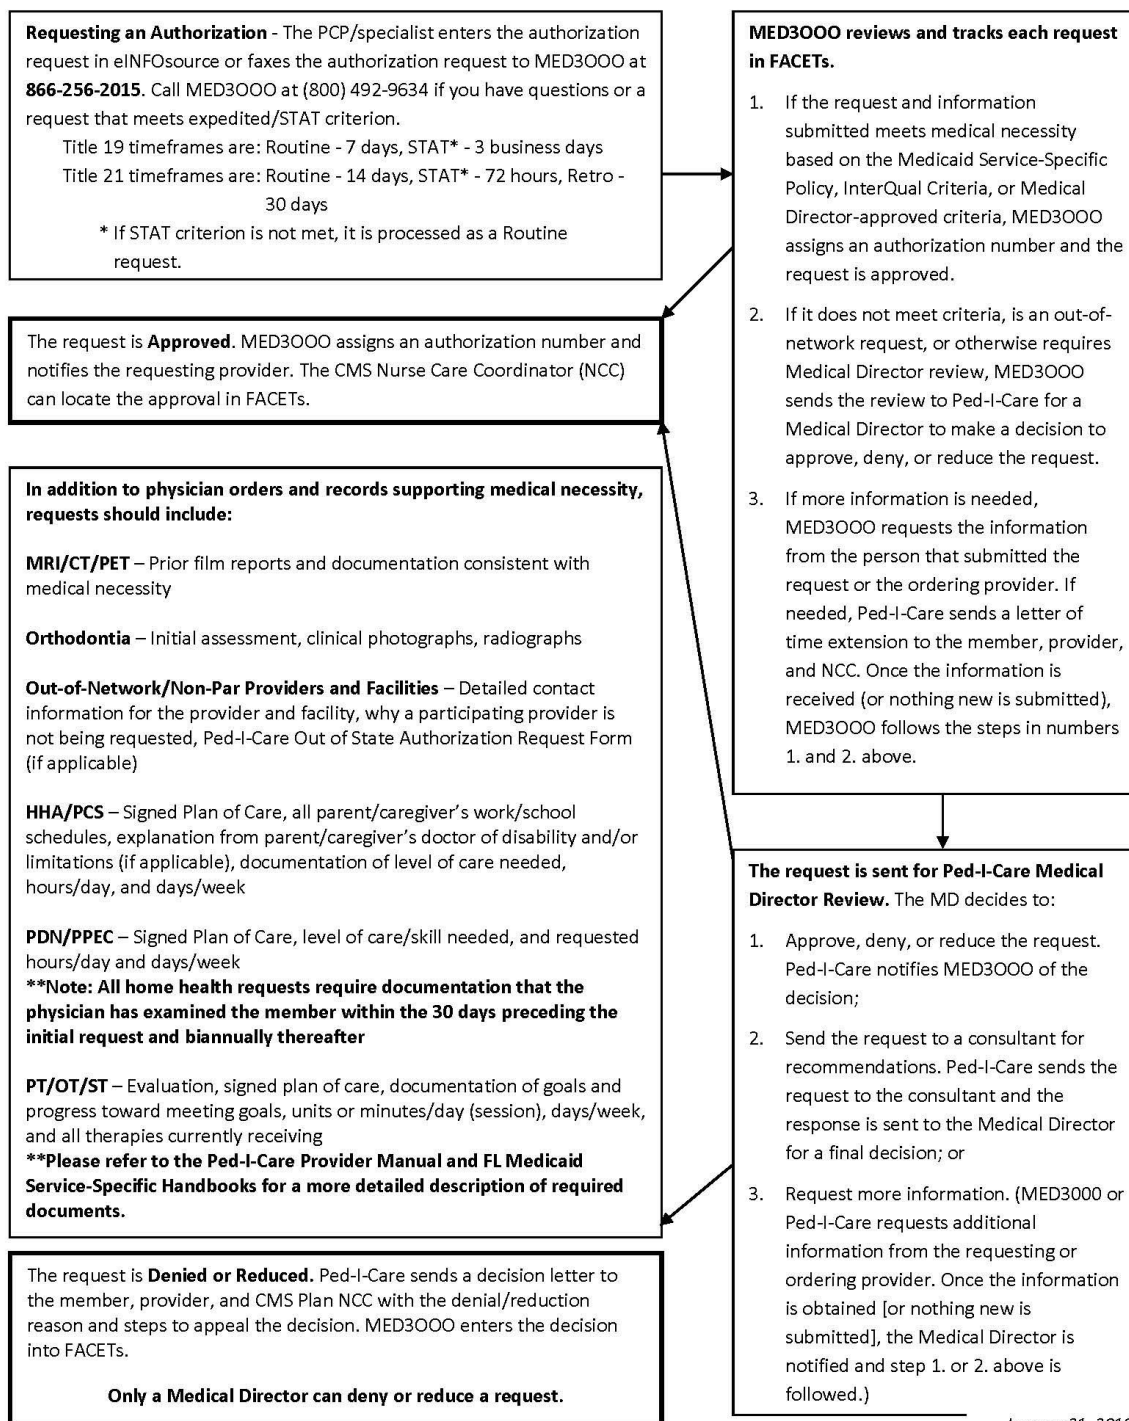 Requesting an Authorization - The PCP/specialist enters the authorization
request in eINFOsource or faxes the authorization request to MED3OOO at
866-256-2015. Call MED3OOO at (800) 492-9634 if you have questions or a
request that meets expedited/STAT criterion.
Title 19 timeframes are: Routine - 7 days, STAT* - 3 business days
Title 21 timeframes are: Routine - 14 days, STAT* - 72 hours, Retro -
30 days
* If STAT criterion is not met, it is processed as a Routine
request.
MED3OOO reviews and tracks each request
in FACETs.
1. If the request and information
submitted meets medical necessity
based on the Medicaid Service-Specific
Policy, InterQual Criteria, or Medical
Director-approved criteria, MED3OOO
assigns an authorization number and the
request is approved.
2. If it does not meet criteria, is an out-of-
network request, or otherwise requires
Medical Director review, MED3OOO
sends the review to Ped-I-Care for a
Medical Director to make a decision to
approve, deny, or reduce the request.
3. If more information is needed,
MED3OOO requests the information
from the person that submitted the
request or the ordering provider. If
needed, Ped-I-Care sends a letter of
time extension to the member, provider,
and NCC. Once the information is
received (or nothing new is submitted),
MED3OOO follows the steps in numbers
1. and 2. above.
The request is Approved. MED3OOO assigns an authorization number and
notifies the requesting provider. The CMS Nurse Care Coordinator (NCC)
can locate the approval in FACETs.
In addition to physician orders and records supporting medical necessity,
requests should include:
MRI/CT/PET – Prior film reports and documentation consistent with
medical necessity
Orthodontia – Initial assessment, clinical photographs, radiographs
Out-of-Network/Non-Par Providers and Facilities – Detailed contact
information for the provider and facility, why a participating provider is
not being requested, Ped-I-Care Out of State Authorization Request Form
(if applicable)
HHA/PCS – Signed Plan of Care, all parent/caregiver's work/school
schedules, explanation from parent/caregiver's doctor of disability and/or
limitations (if applicable), documentation of level of care needed,
hours/day, and days/week
PDN/PPEC – Signed Plan of Care, level of care/skill needed, and requested
hours/day and days/week
**Note: All home health requests require documentation that the
physician has examined the member within the 30 days preceding the
initial request and biannually thereafter
PT/OT/ST – Evaluation, signed plan of care, documentation of goals and
progress toward meeting goals, units or minutes/day (session), days/week,
and all therapies currently receiving
**Please refer to the Ped-I-Care Provider Manual and FL Medicaid
Service-Specific Handbooks for a more detailed description of required
documents.
The request is sent for Ped-I-Care Medical
Director Review. The MD decides to:
1. Approve, deny, or reduce the request.
Ped-I-Care notifies MED3OOO of the
decision;
2. Send the request to a consultant for
recommendations. Ped-I-Care sends the
request to the consultant and the
response is sent to the Medical Director
for a final decision; or
3. Request more information. (MED3000 or
Ped-I-Care requests additional
information from the requesting or
ordering provider. Once the information
is obtained [or nothing new is
submitted], the Medical Director is
notified and step 1. or 2. above is
followed.)
The request is Denied or Reduced. Ped-I-Care sends a decision letter to
the member, provider, and CMS Plan NCC with the denial/reduction
reason and steps to appeal the decision. MED3OOO enters the decision
into FACETs.
Only a Medical Director can deny or reduce a request.